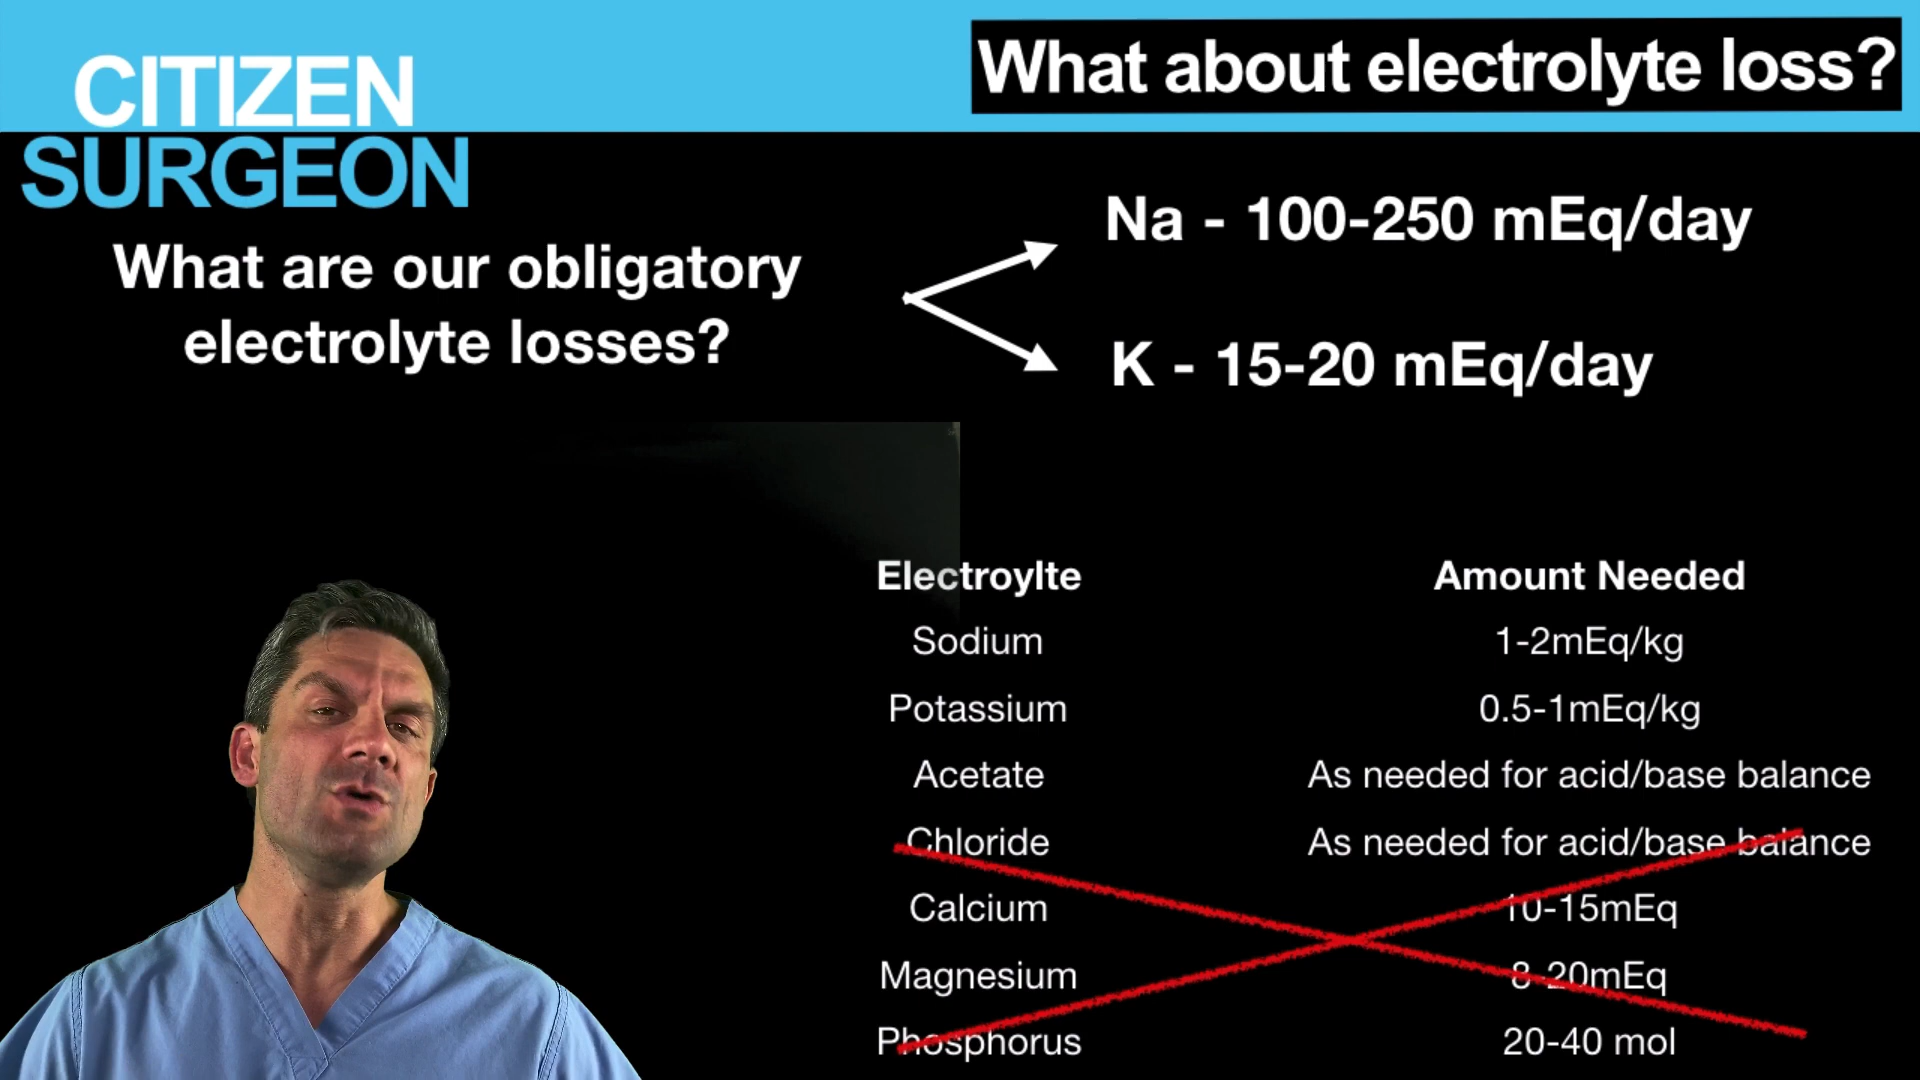 CITIZEN
SURGEON
What about electrolyte loss?
What are our obligatory
electrolyte losses?
Na - 100-250 mEq/day
K - 15-20 mEq/day
Electroylte Amount Needed
Sodium 1-2mEq/kg
Potassium 0.5-1mEq/kg
Acetate As needed for acid/base balance
Chloride As needed for acid/base balance
Calcium 10-15mEq
Magnesium 8-20mEq
Phosphorus 20-40 mol